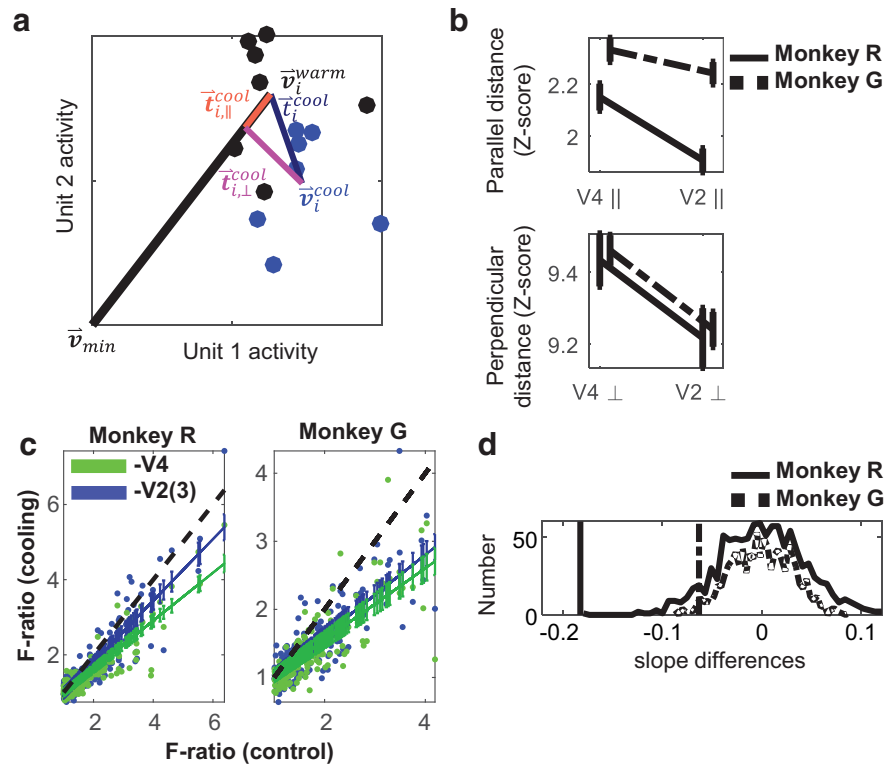 a
v⃗_i^warm
t⃗_{i,∥}^cool
t⃗_i^cool
t⃗_{i,⊥}^cool
v⃗_i^cool
Unit 2 activity
v⃗_min
Unit 1 activity
b
Parallel distance
(Z-score)
2.2
2
V4 || V2 ||
Monkey R
Monkey G
Perpendicular
distance (Z-score)
9.4
9.2
V4 ⊥ V2 ⊥
c
Monkey R
-V4
-V2(3)
F-ratio (cooling)
6
4
2
2 4 6
Monkey G
4
3
2
1
2 4
F-ratio (control)
d
Monkey R
Monkey G
Number
50
0
-0.2 -0.1 0 0.1
slope differences